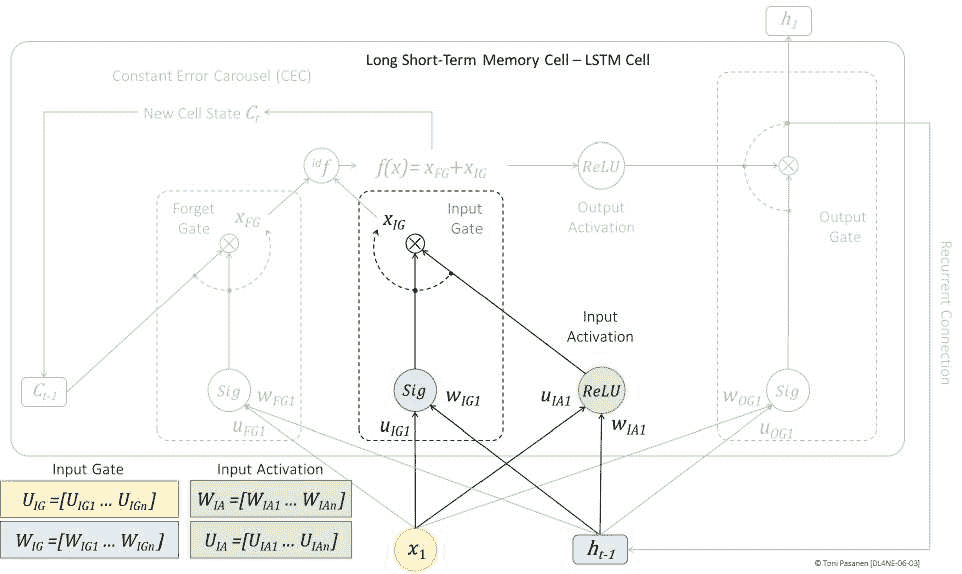 h1
Long Short-Term Memory Cell – LSTM Cell
Constant Error Carousel (CEC)
New Cell State Ct
idf
f(x)= xFG+xIG
ReLU
Output
Activation
Forget
Gate
xFG
xIG
Input
Gate
Output
Gate
Recurrent Connection
Input
Activation
Ct-1
Sig
wFG1
uFG1
Sig
wIG1
uIG1
uIA1
ReLU
wIA1
wOG1
uOG1
Sig
Input Gate
UIG =[UIG1 ... UIGn]
WIG =[WIG1 ... WIGn]
Input Activation
WIA =[WIA1 ... WIAn]
UIA =[UIA1 ... UIAn]
x1
ht-1
© Toni Pasanen [DL4NE-06-03]